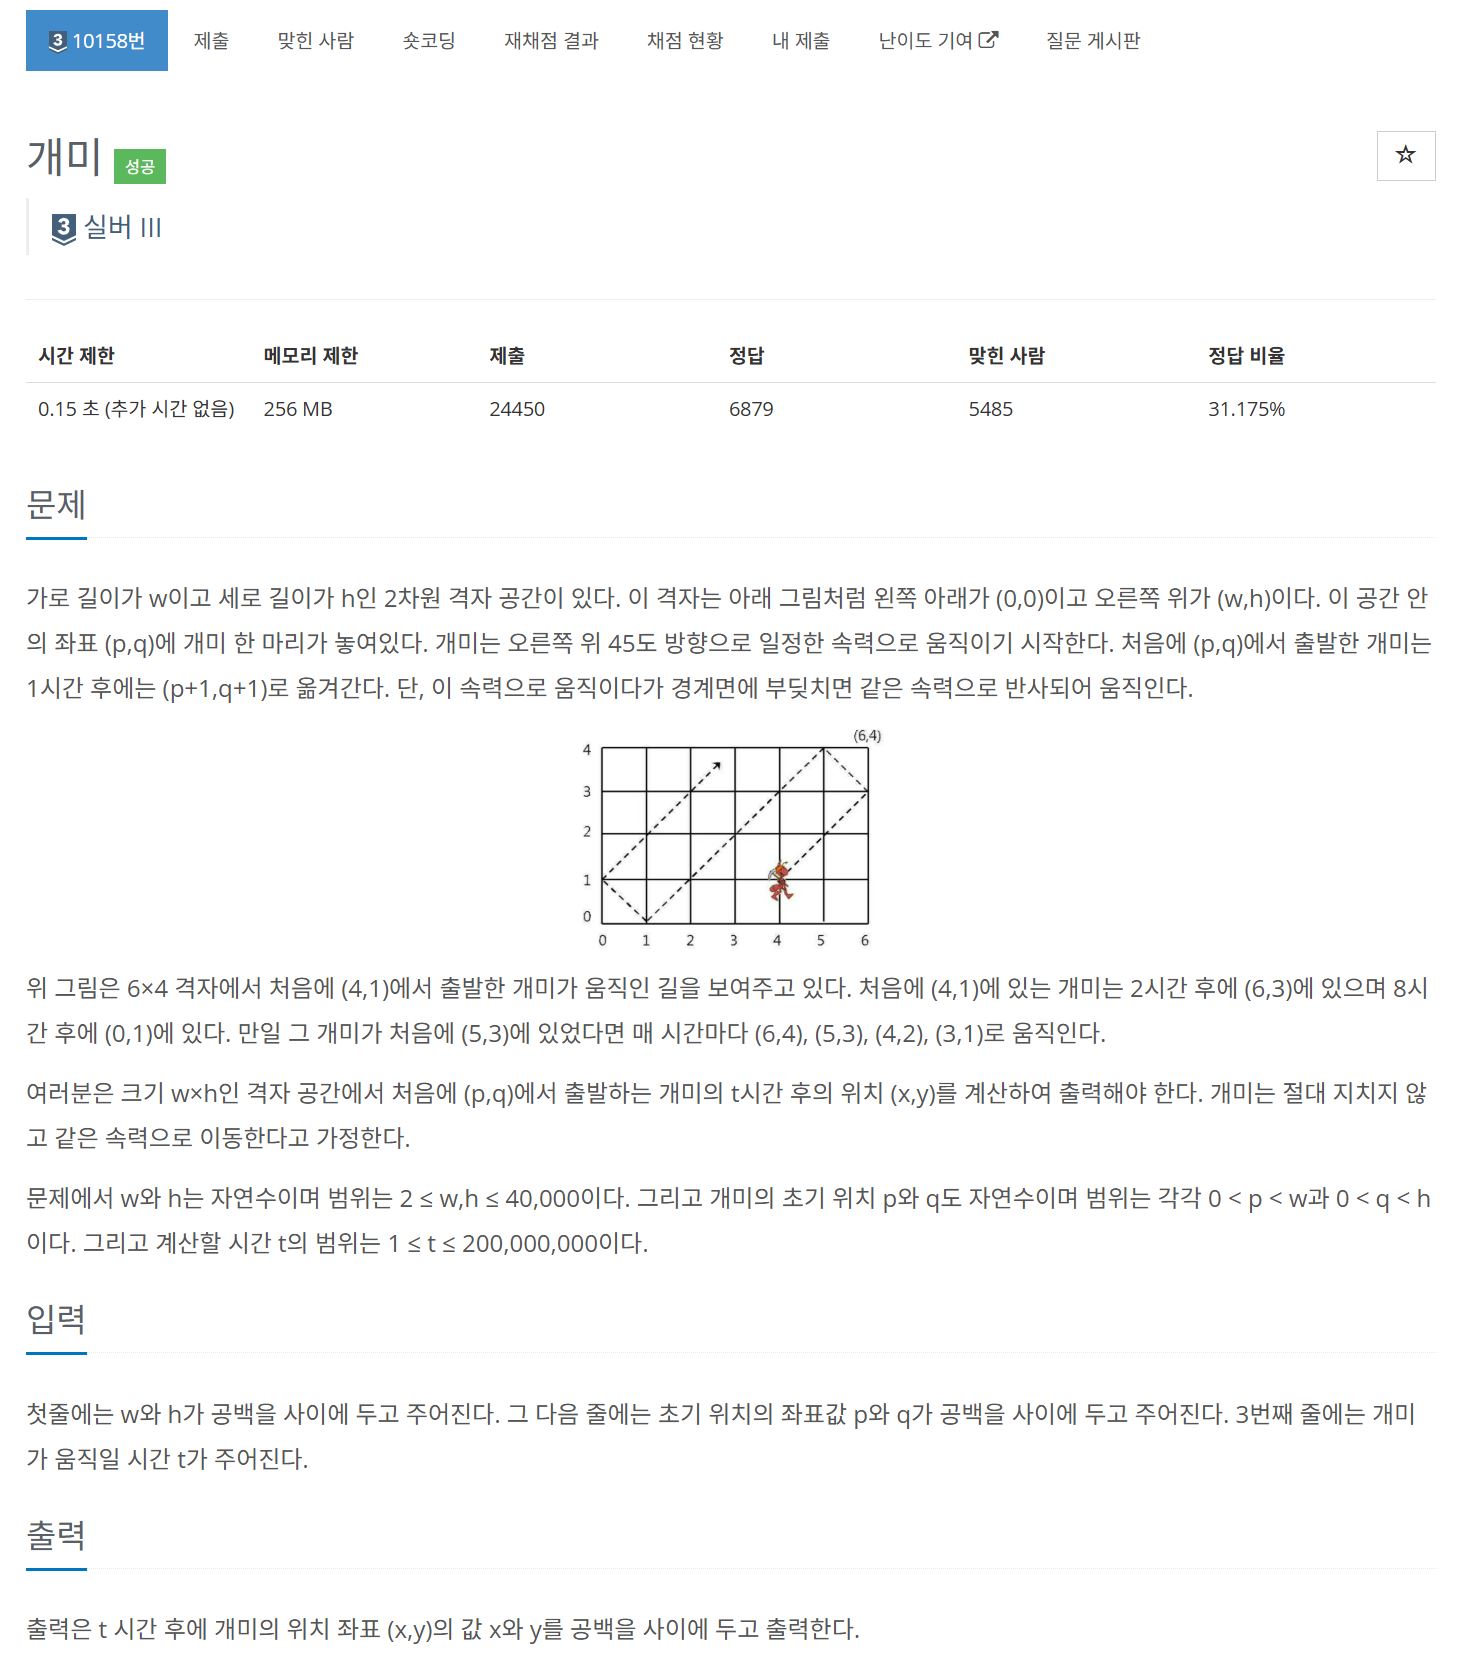 3 10158번 제출 맞힌 사람 숏코딩 재채점 결과 채점 현황 내 제출 난이도 기여 질문 게시판
개미 성공
3 실버 III
시간 제한 메모리 제한 제출 정답 맞힌 사람 정답 비율
0.15 초 (추가 시간 없음) 256 MB 24450 6879 5485 31.175%
문제
가로 길이가 w이고 세로 길이가 h인 2차원 격자 공간이 있다. 이 격자는 아래 그림처럼 왼쪽 아래가 (0,0)이고 오른쪽 위가 (w,h)이다. 이 공간 안
의 좌표 (p,q)에 개미 한 마리가 놓여있다. 개미는 오른쪽 위 45도 방향으로 일정한 속력으로 움직이기 시작한다. 처음에 (p,q)에서 출발한 개미는
1시간 후에는 (p+1,q+1)로 옮겨간다. 단, 이 속력으로 움직이다가 경계면에 부딪치면 같은 속력으로 반사되어 움직인다.
(6,4)
4
3
2
1
0
0 1 2 3 4 5 6
위 그림은 6×4 격자에서 처음에 (4,1)에서 출발한 개미가 움직인 길을 보여주고 있다. 처음에 (4,1)에 있는 개미는 2시간 후에 (6,3)에 있으며 8시
간 후에 (0,1)에 있다. 만일 그 개미가 처음에 (5,3)에 있었다면 매 시간마다 (6,4), (5,3), (4,2), (3,1)로 움직인다.
여러분은 크기 w×h인 격자 공간에서 처음에 (p,q)에서 출발하는 개미의 t시간 후의 위치 (x,y)를 계산하여 출력해야 한다. 개미는 절대 지치지 않
고 같은 속력으로 이동한다고 가정한다.
문제에서 w와 h는 자연수이며 범위는 2 ≤ w,h ≤ 40,000이다. 그리고 개미의 초기 위치 p와 q도 자연수이며 범위는 각각 0 < p < w과 0 < q < h
이다. 그리고 계산할 시간 t의 범위는 1 ≤ t ≤ 200,000,000이다.
입력
첫줄에는 w와 h가 공백을 사이에 두고 주어진다. 그 다음 줄에는 초기 위치의 좌표값 p와 q가 공백을 사이에 두고 주어진다. 3번째 줄에는 개미
가 움직일 시간 t가 주어진다.
출력
출력은 t 시간 후에 개미의 위치 좌표 (x,y)의 값 x와 y를 공백을 사이에 두고 출력한다.